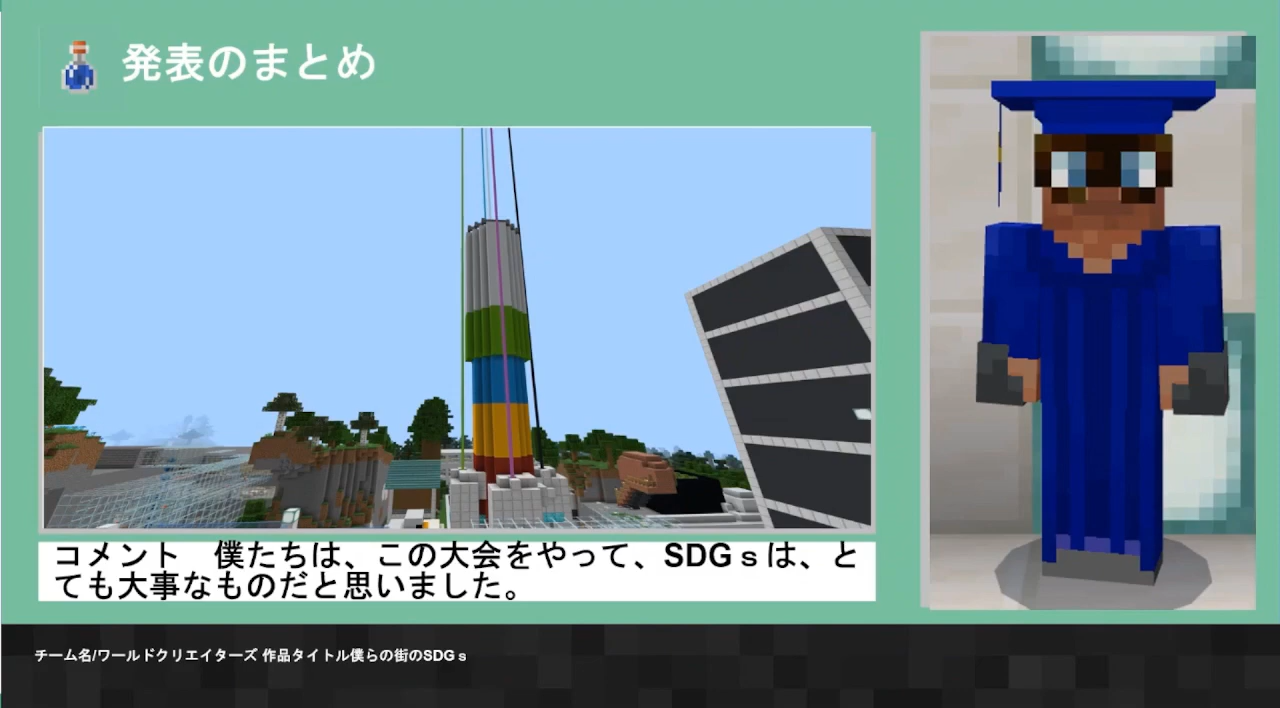 発表のまとめ
コメント　僕たちは、この大会をやって、SDGｓは、と
ても大事なものだと思いました。
チーム名/ワールドクリエイターズ 作品タイトル僕らの街のSDGｓ